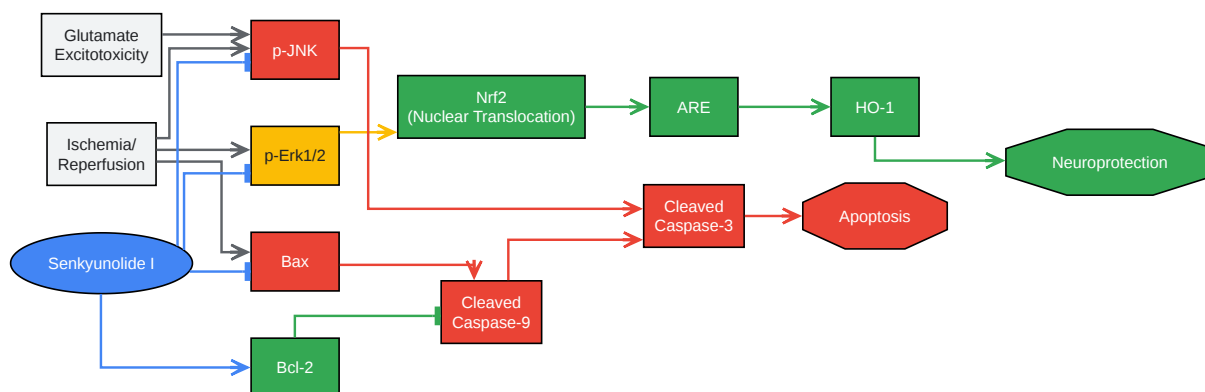 Glutamate
Excitotoxicity
p-JNK
Nrf2
(Nuclear Translocation)
ARE
HO-1
Ischemia/
Reperfusion
p-Erk1/2
Neuroprotection
Cleaved
Caspase-3
Apoptosis
Senkyunolide I
Bax
Cleaved
Caspase-9
Bcl-2